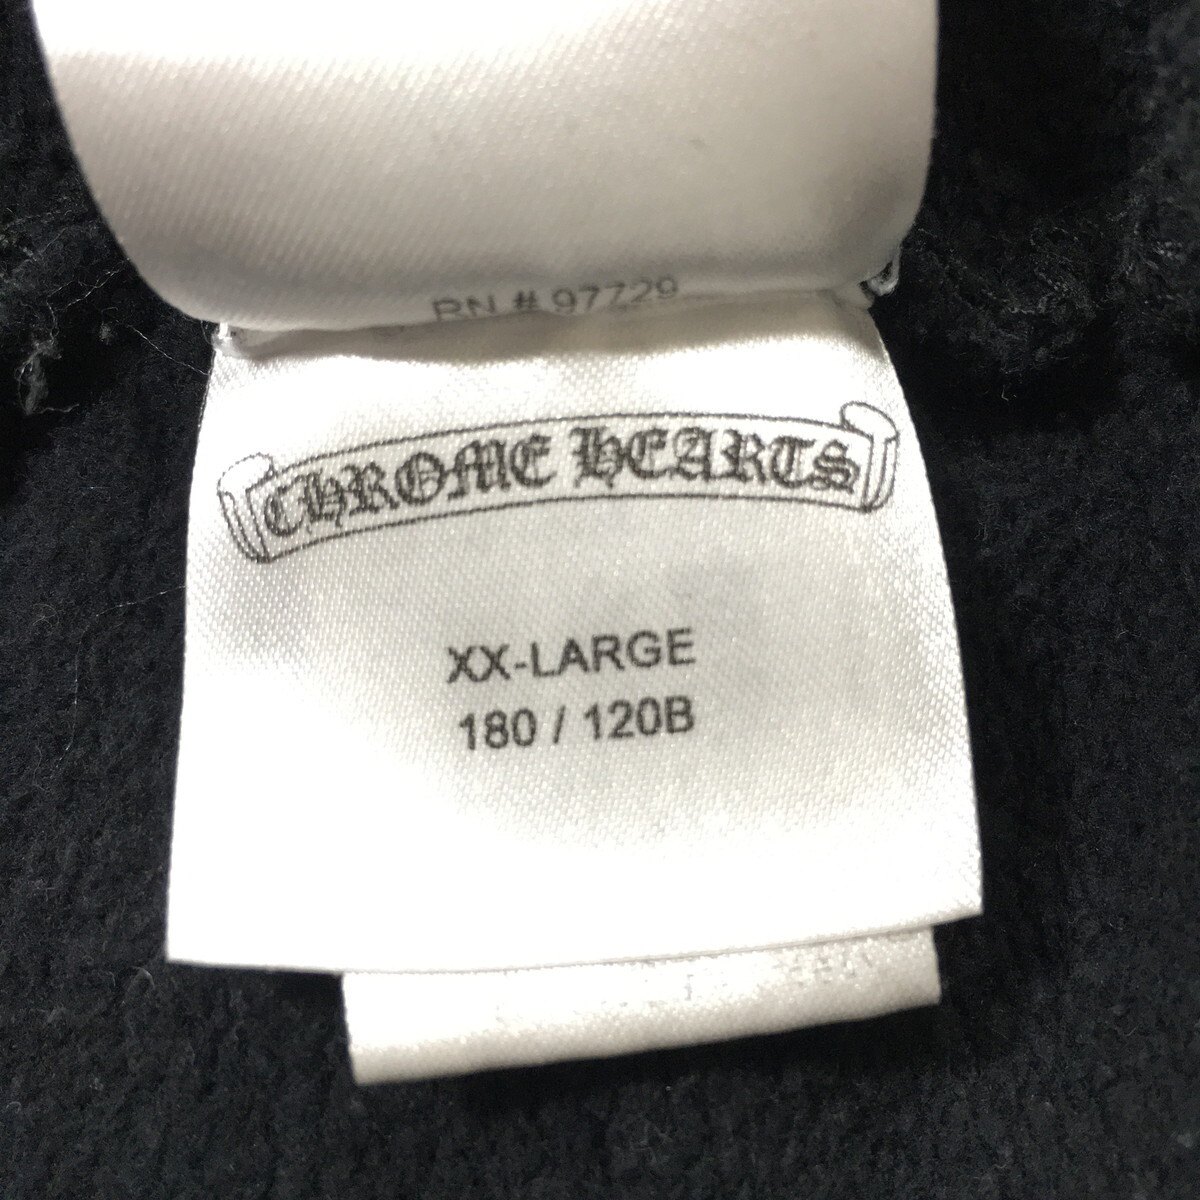 RN # 97729
CHROME HEARTS
XX-LARGE
180 / 120B